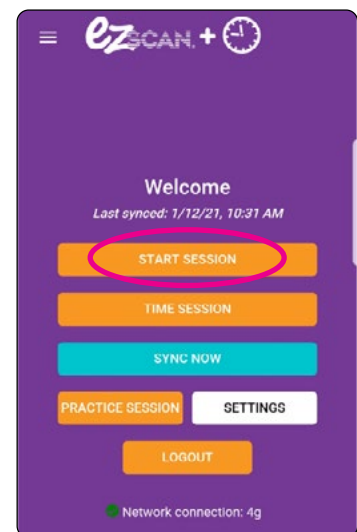 ezSCAN. +
Welcome
Last synced: 1/12/21, 10:31 AM
START SESSION
TIME SESSION
SYNC NOW
PRACTICE SESSION SETTINGS
LOGOUT
Network connection: 4g